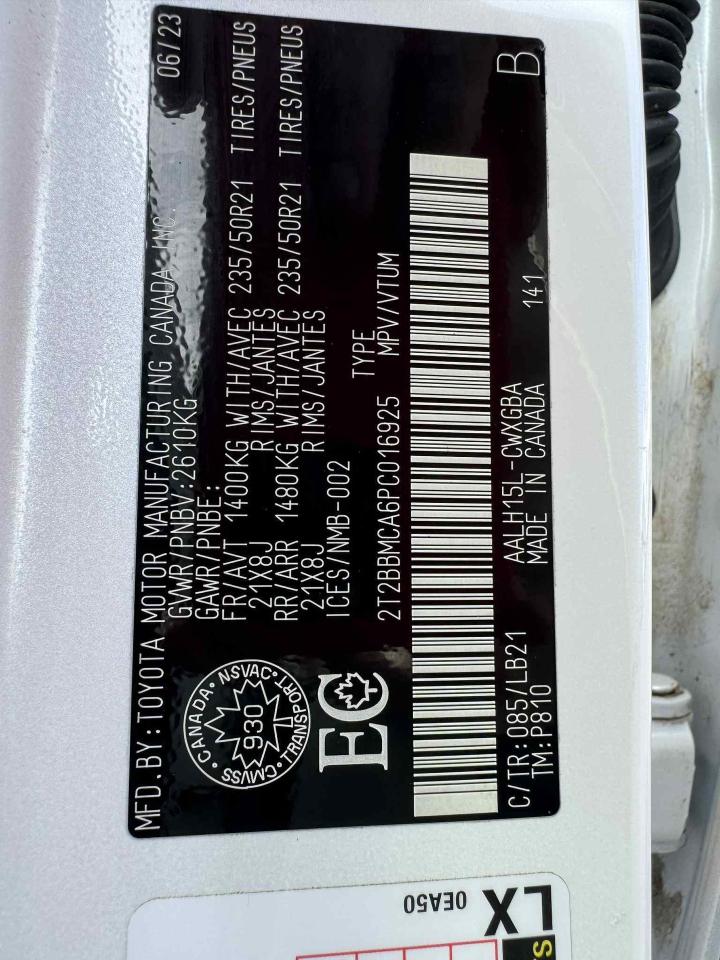 MFD.BY:TOYOTA MOTOR MANUFACTURING CANADA INC. 06/23
GVWR/PNBV:2610KG
GAWR/PNBE:
FR/AVT 1400KG WITH/AVEC 235/50R21 TIRES/PNEUS
21X8J RIMS/JANTES
RR/ARR 1480KG WITH/AVEC 235/50R21 TIRES/PNEUS
21X8J RIMS/JANTES
ICES/NMB-002
CANADA • NSVAC • TRANSPORT • CMVSS
930
EC
TYPE
2T2BBMCA6PC016925 MPV/VTUM
B
C/TR:085/LB21 AALH15L-CWXGBA 141
TM:P810 MADE IN CANADA
0EA50
LX